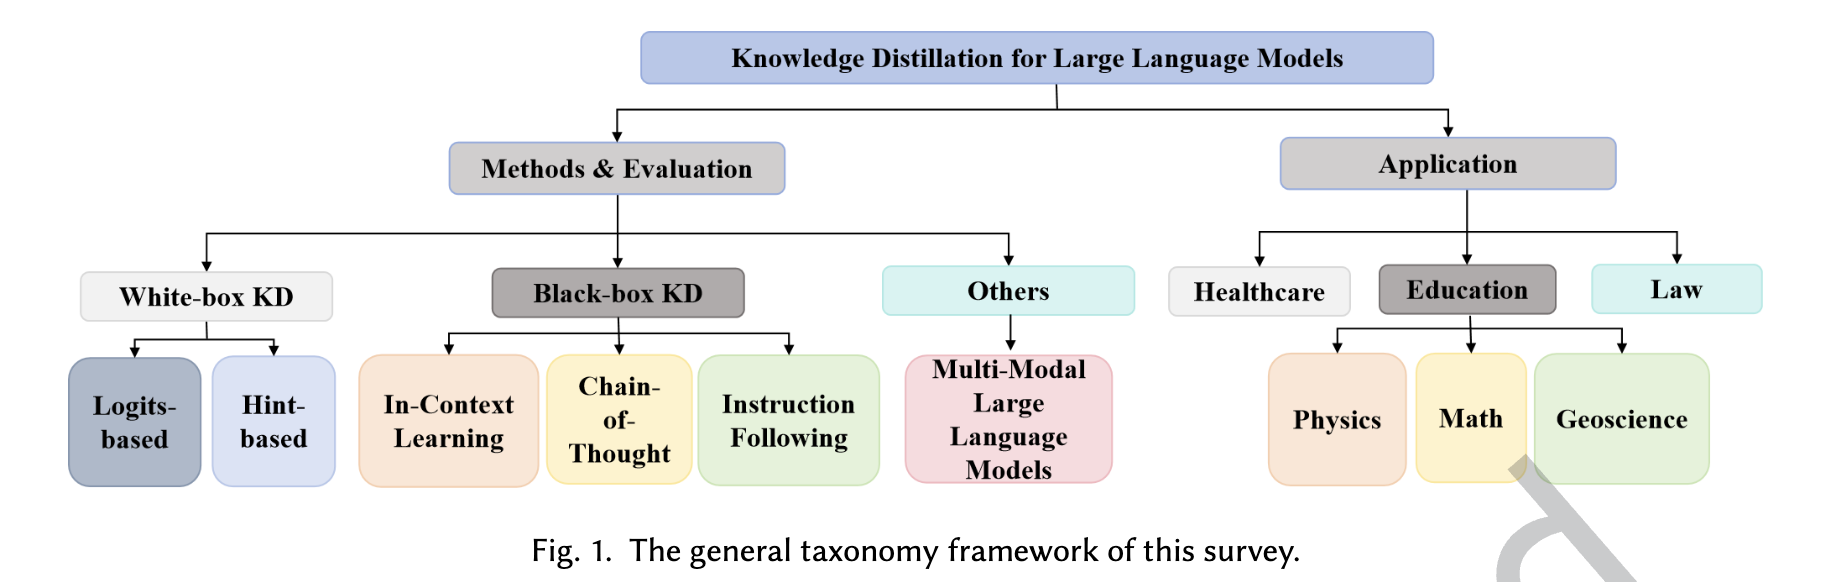 Knowledge Distillation for Large Language Models
Methods & Evaluation
Application
White-box KD
Black-box KD
Others
Healthcare
Education
Law
Logits-
based
Hint-
based
In-Context
Learning
Chain-
of-
Thought
Instruction
Following
Multi-Modal
Large
Language
Models
Physics
Math
Geoscience
Fig. 1. The general taxonomy framework of this survey.